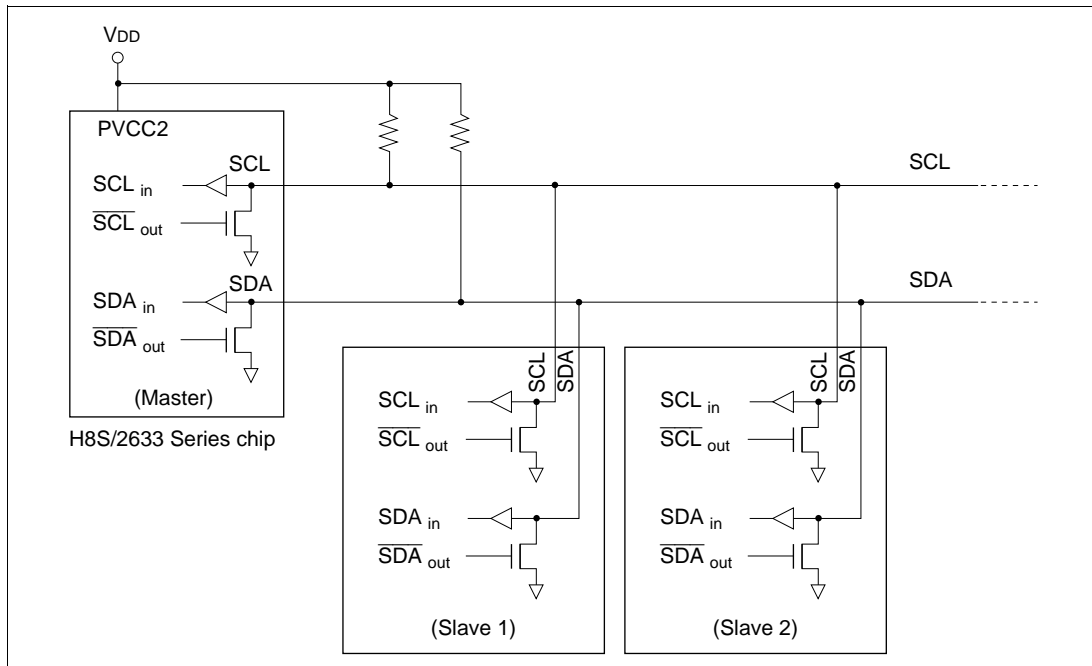 VDD
PVCC2
SCL
SCL in
SCL out
SDA
SDA in
SDA out
(Master)
H8S/2633 Series chip
SCL
SDA
SCL
SDA
SCL in
SCL out
SDA in
SDA out
(Slave 1)
SCL
SDA
SCL in
SCL out
SDA in
SDA out
(Slave 2)